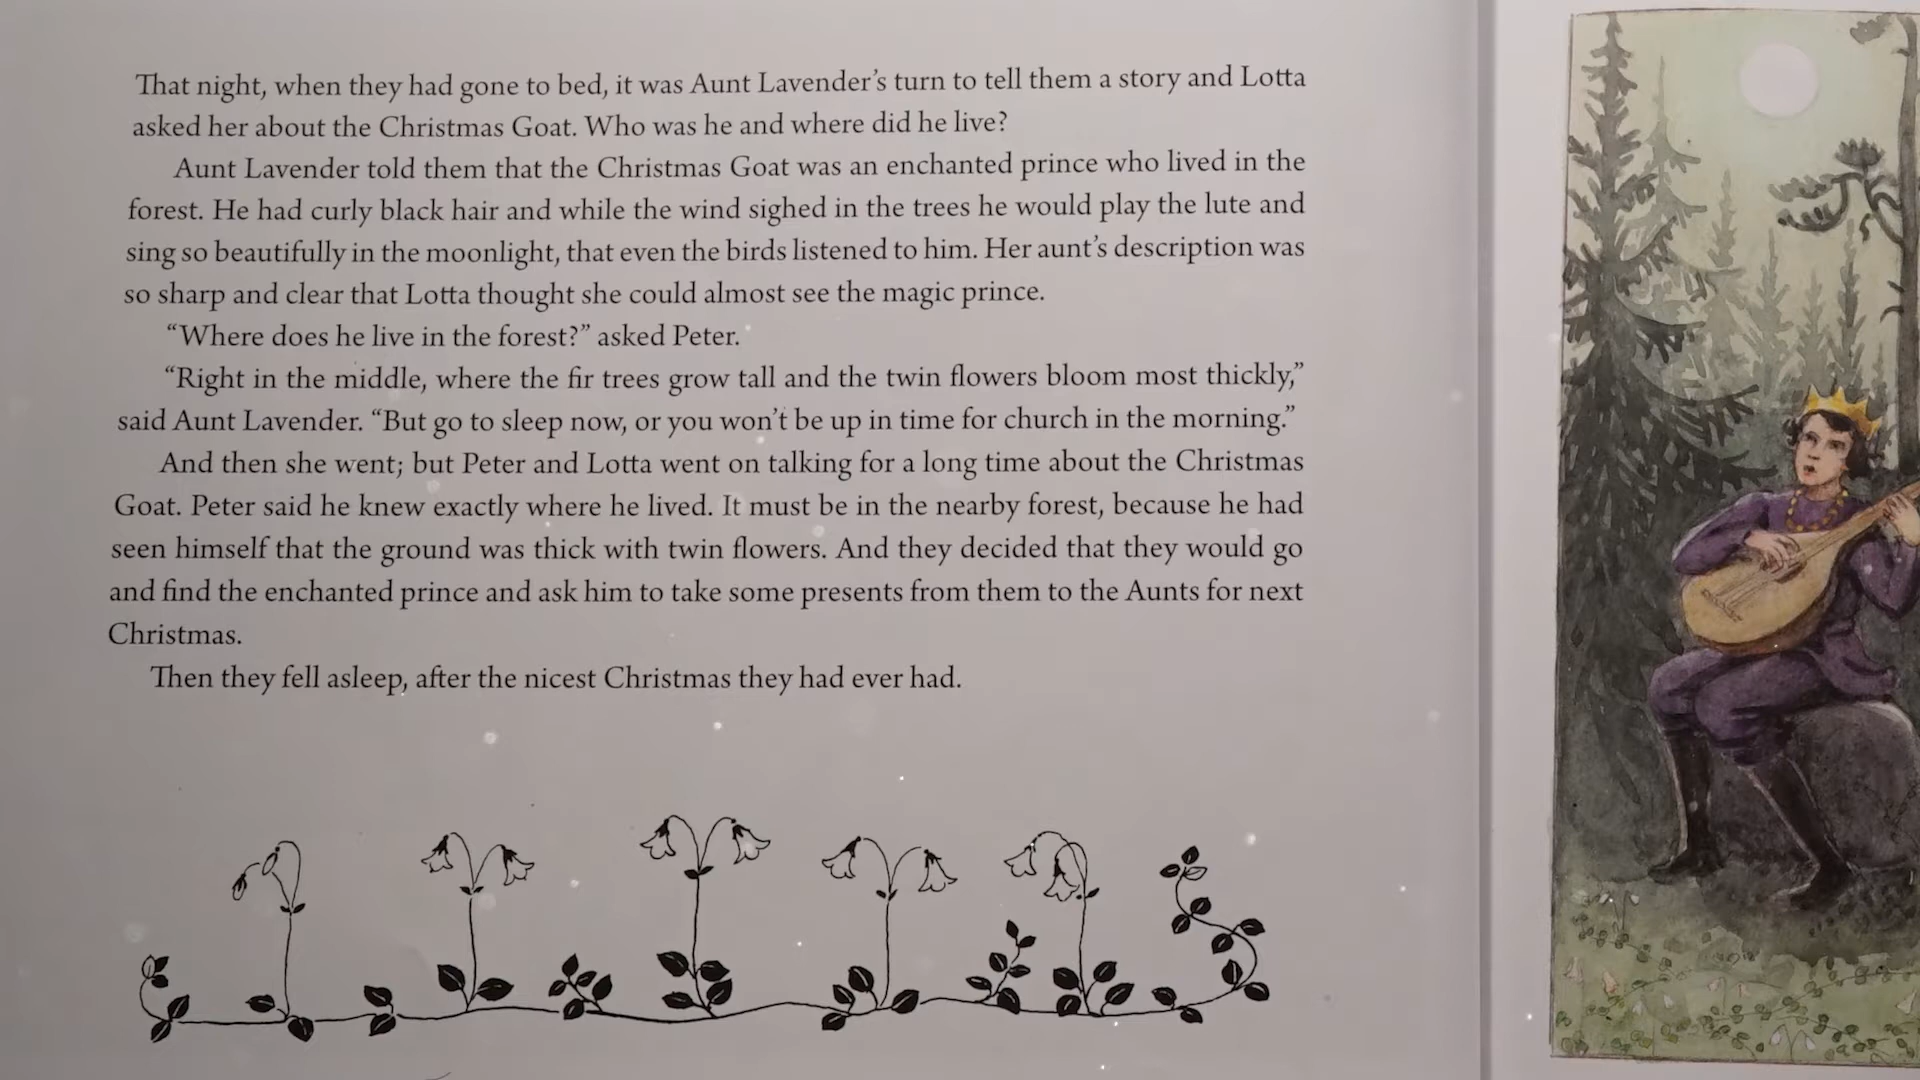 That night, when they had gone to bed, it was Aunt Lavender’s turn to tell them a story and Lotta
asked her about the Christmas Goat. Who was he and where did he live?
Aunt Lavender told them that the Christmas Goat was an enchanted prince who lived in the
forest. He had curly black hair and while the wind sighed in the trees he would play the lute and
sing so beautifully in the moonlight, that even the birds listened to him. Her aunt’s description was
so sharp and clear that Lotta thought she could almost see the magic prince.
“Where does he live in the forest?” asked Peter.
“Right in the middle, where the fir trees grow tall and the twin flowers bloom most thickly,”
said Aunt Lavender. “But go to sleep now, or you won’t be up in time for church in the morning.”
And then she went; but Peter and Lotta went on talking for a long time about the Christmas
Goat. Peter said he knew exactly where he lived. It must be in the nearby forest, because he had
seen himself that the ground was thick with twin flowers. And they decided that they would go
and find the enchanted prince and ask him to take some presents from them to the Aunts for next
Christmas.
Then they fell asleep, after the nicest Christmas they had ever had.